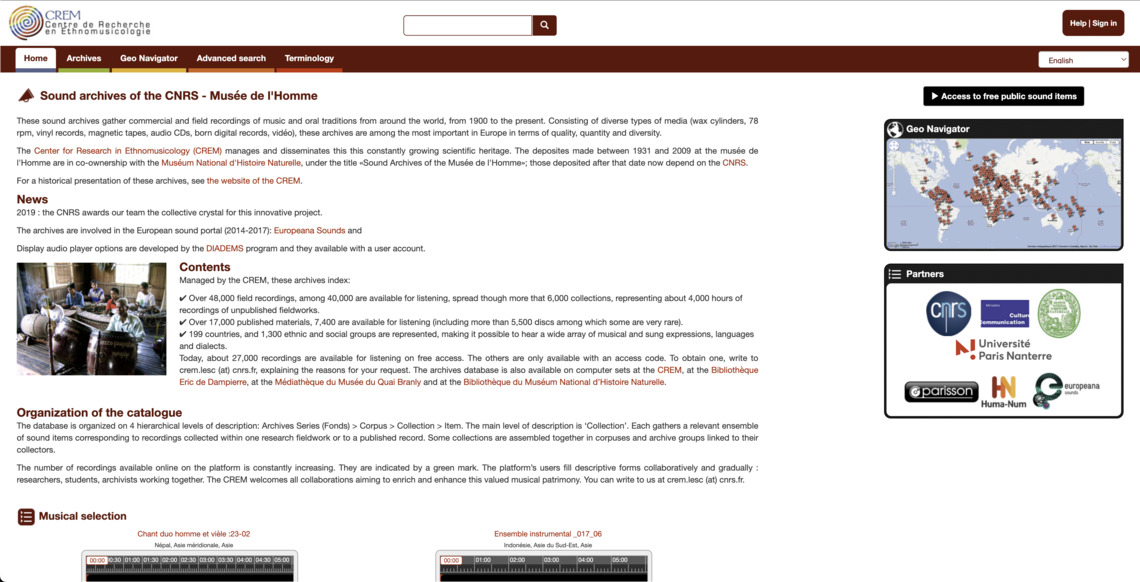 CREM
Centre de Recherche
en Ethnomusicologie
Help | Sign in
Home
Archives
Geo Navigator
Advanced search
Terminology
English
Sound archives of the CNRS - Musée de l'Homme
Access to free public sound items
These sound archives gather commercial and field recordings of music and oral traditions from around the world, from 1900 to the present. Consisting of diverse types of media (wax cylinders, 78
rpm, vinyl records, magnetic tapes, audio CDs, born digital records, vidéo), these archives are among the most important in Europe in terms of quality, quantity and diversity.
The Center for Research in Ethnomusicology (CREM) manages and disseminates this this constantly growing scientific heritage. The deposites made between 1931 and 2009 at the musée de
l'Homme are in co-ownership with the Muséum National d'Histoire Naturelle, under the title «Sound Archives of the Musée de l'Homme»; those deposited after that date now depend on the CNRS.
For a historical presentation of these archives, see the website of the CREM.
News
2019 : the CNRS awards our team the collective crystal for this innovative project.
The archives are involved in the European sound portal (2014-2017): Europeana Sounds and
Display audio player options are developed by the DIADEMS program and they available with a user account.
Contents
Managed by the CREM, these archives index:
✔ Over 48,000 field recordings, among 40,000 are available for listening, spread though more that 6,000 collections, representing about 4,000 hours of
recordings of unpublished fieldworks.
✔ Over 17,000 published materials, 7,400 are available for listening (including more than 5,500 discs among which some are very rare).
✔ 199 countries, and 1,300 ethnic and social groups are represented, making it possible to hear a wide array of musical and sung expressions, languages
and dialects.
Today, about 27,000 recordings are available for listening on free access. The others are only available with an access code. To obtain one, write to
crem.lesc (at) cnrs.fr, explaining the reasons for your request. The archives database is also available on computer sets at the CREM, at the Bibliothèque
Eric de Dampierre, at the Médiathèque du Musée du Quai Branly and at the Bibliothèque du Muséum National d'Histoire Naturelle.
Organization of the catalogue
The database is organized on 4 hierarchical levels of description: Archives Series (Fonds) > Corpus > Collection > Item. The main level of description is 'Collection'. Each gathers a relevant ensemble
of sound items corresponding to recordings collected within one research fieldwork or to a published record. Some collections are assembled together in corpuses and archive groups linked to their
collectors.
The number of recordings available online on the platform is constantly increasing. They are indicated by a green mark. The platform's users fill descriptive forms collaboratively and gradually :
researchers, students, archivists working together. The CREM welcomes all collaborations aiming to enrich and enhance this valued musical patrimony. You can write to us at crem.lesc (at) cnrs.fr.
Musical selection
Chant duo homme et vièle :23-02
Népal, Asie méridionale, Asie
00:00 0:30 01:00 01:30 02:00 02:30 03:00 03:30 04:00 04:30 05:00
Ensemble instrumental _017_06
Indonésie, Asie du Sud-Est, Asie
00:00 01:00 02:00 03:00 04:00 05:00
Geo Navigator
Partners
cnrs
Cultur
ommunication
Université
Paris Nanterre
parisson
Huma-Num
europeana
sounds